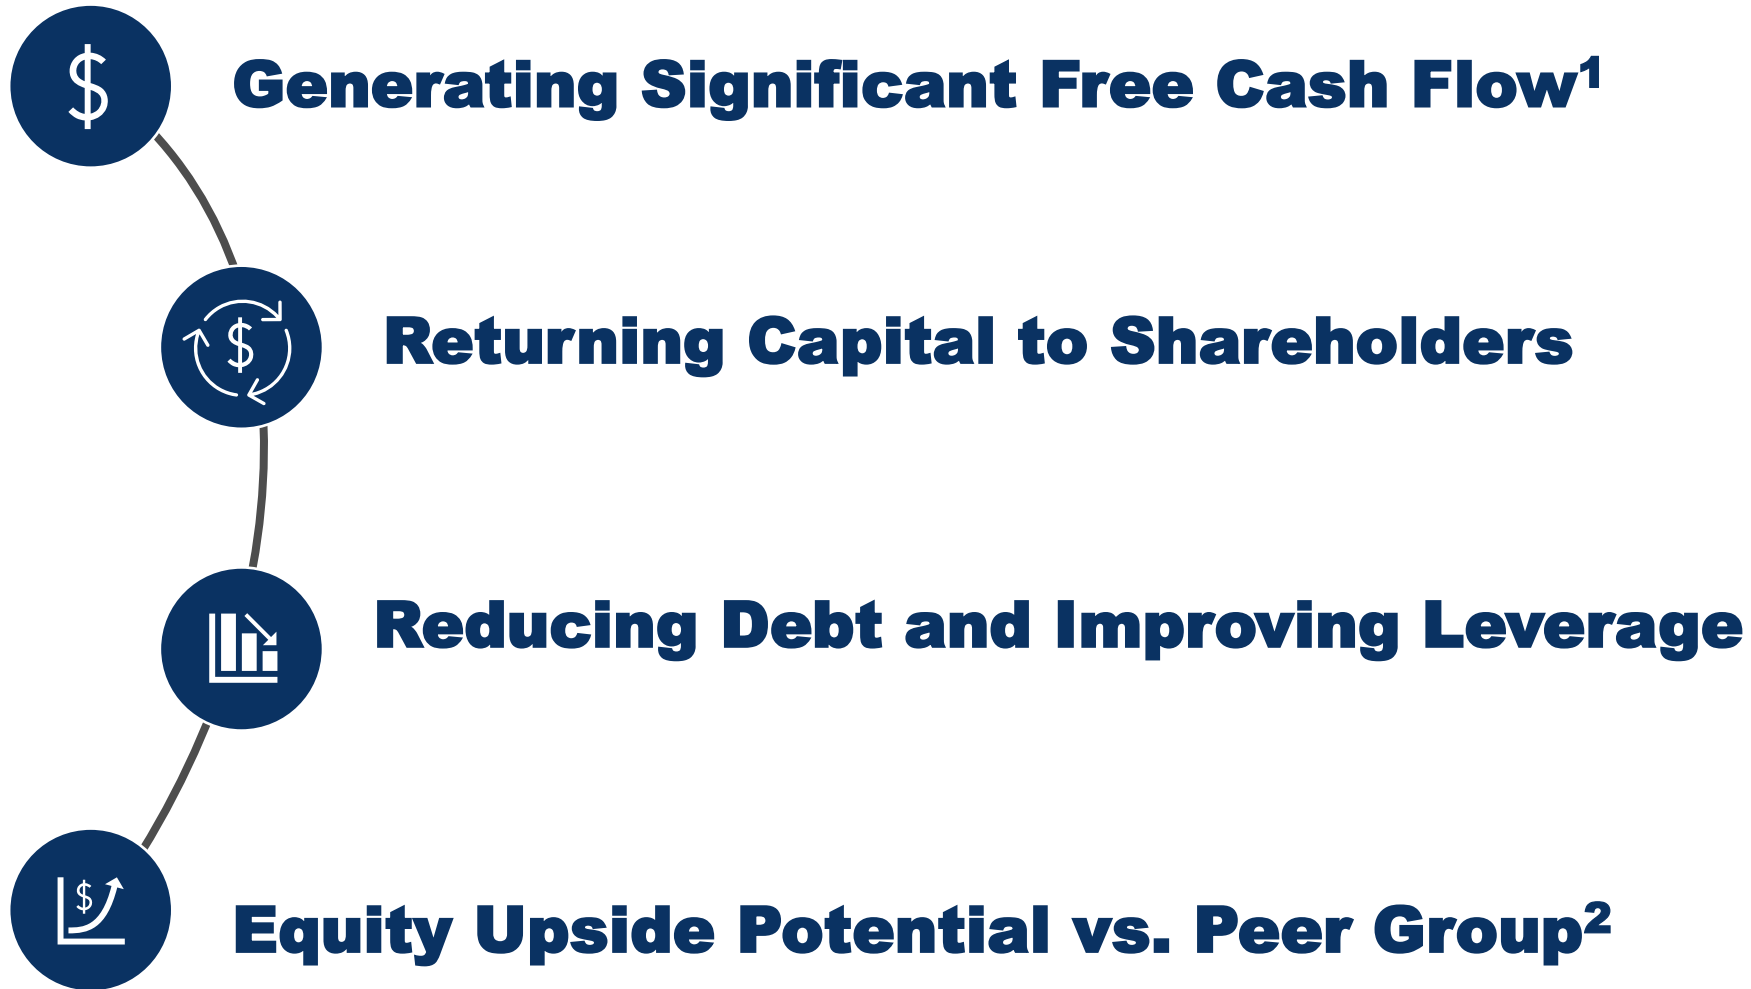 $
Generating Significant Free Cash Flow¹
$
Returning Capital to Shareholders
Reducing Debt and Improving Leverage
$
Equity Upside Potential vs. Peer Group²